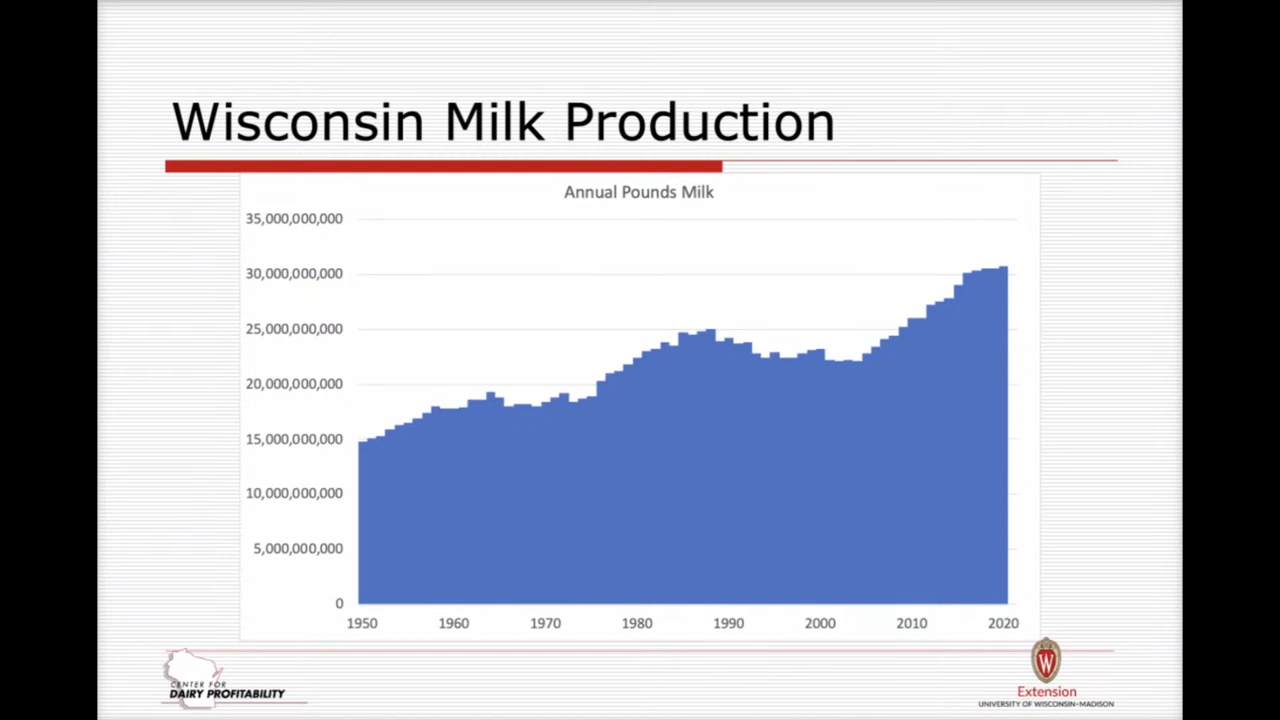 Wisconsin Milk Production
Annual Pounds Milk
35,000,000,000
30,000,000,000
25,000,000,000
20,000,000,000
15,000,000,000
10,000,000,000
5,000,000,000
0
1950 1960 1970 1980 1990 2000 2010 2020
CENTER FOR
DAIRY PROFITABILITY
W
Extension
UNIVERSITY OF WISCONSIN–MADISON